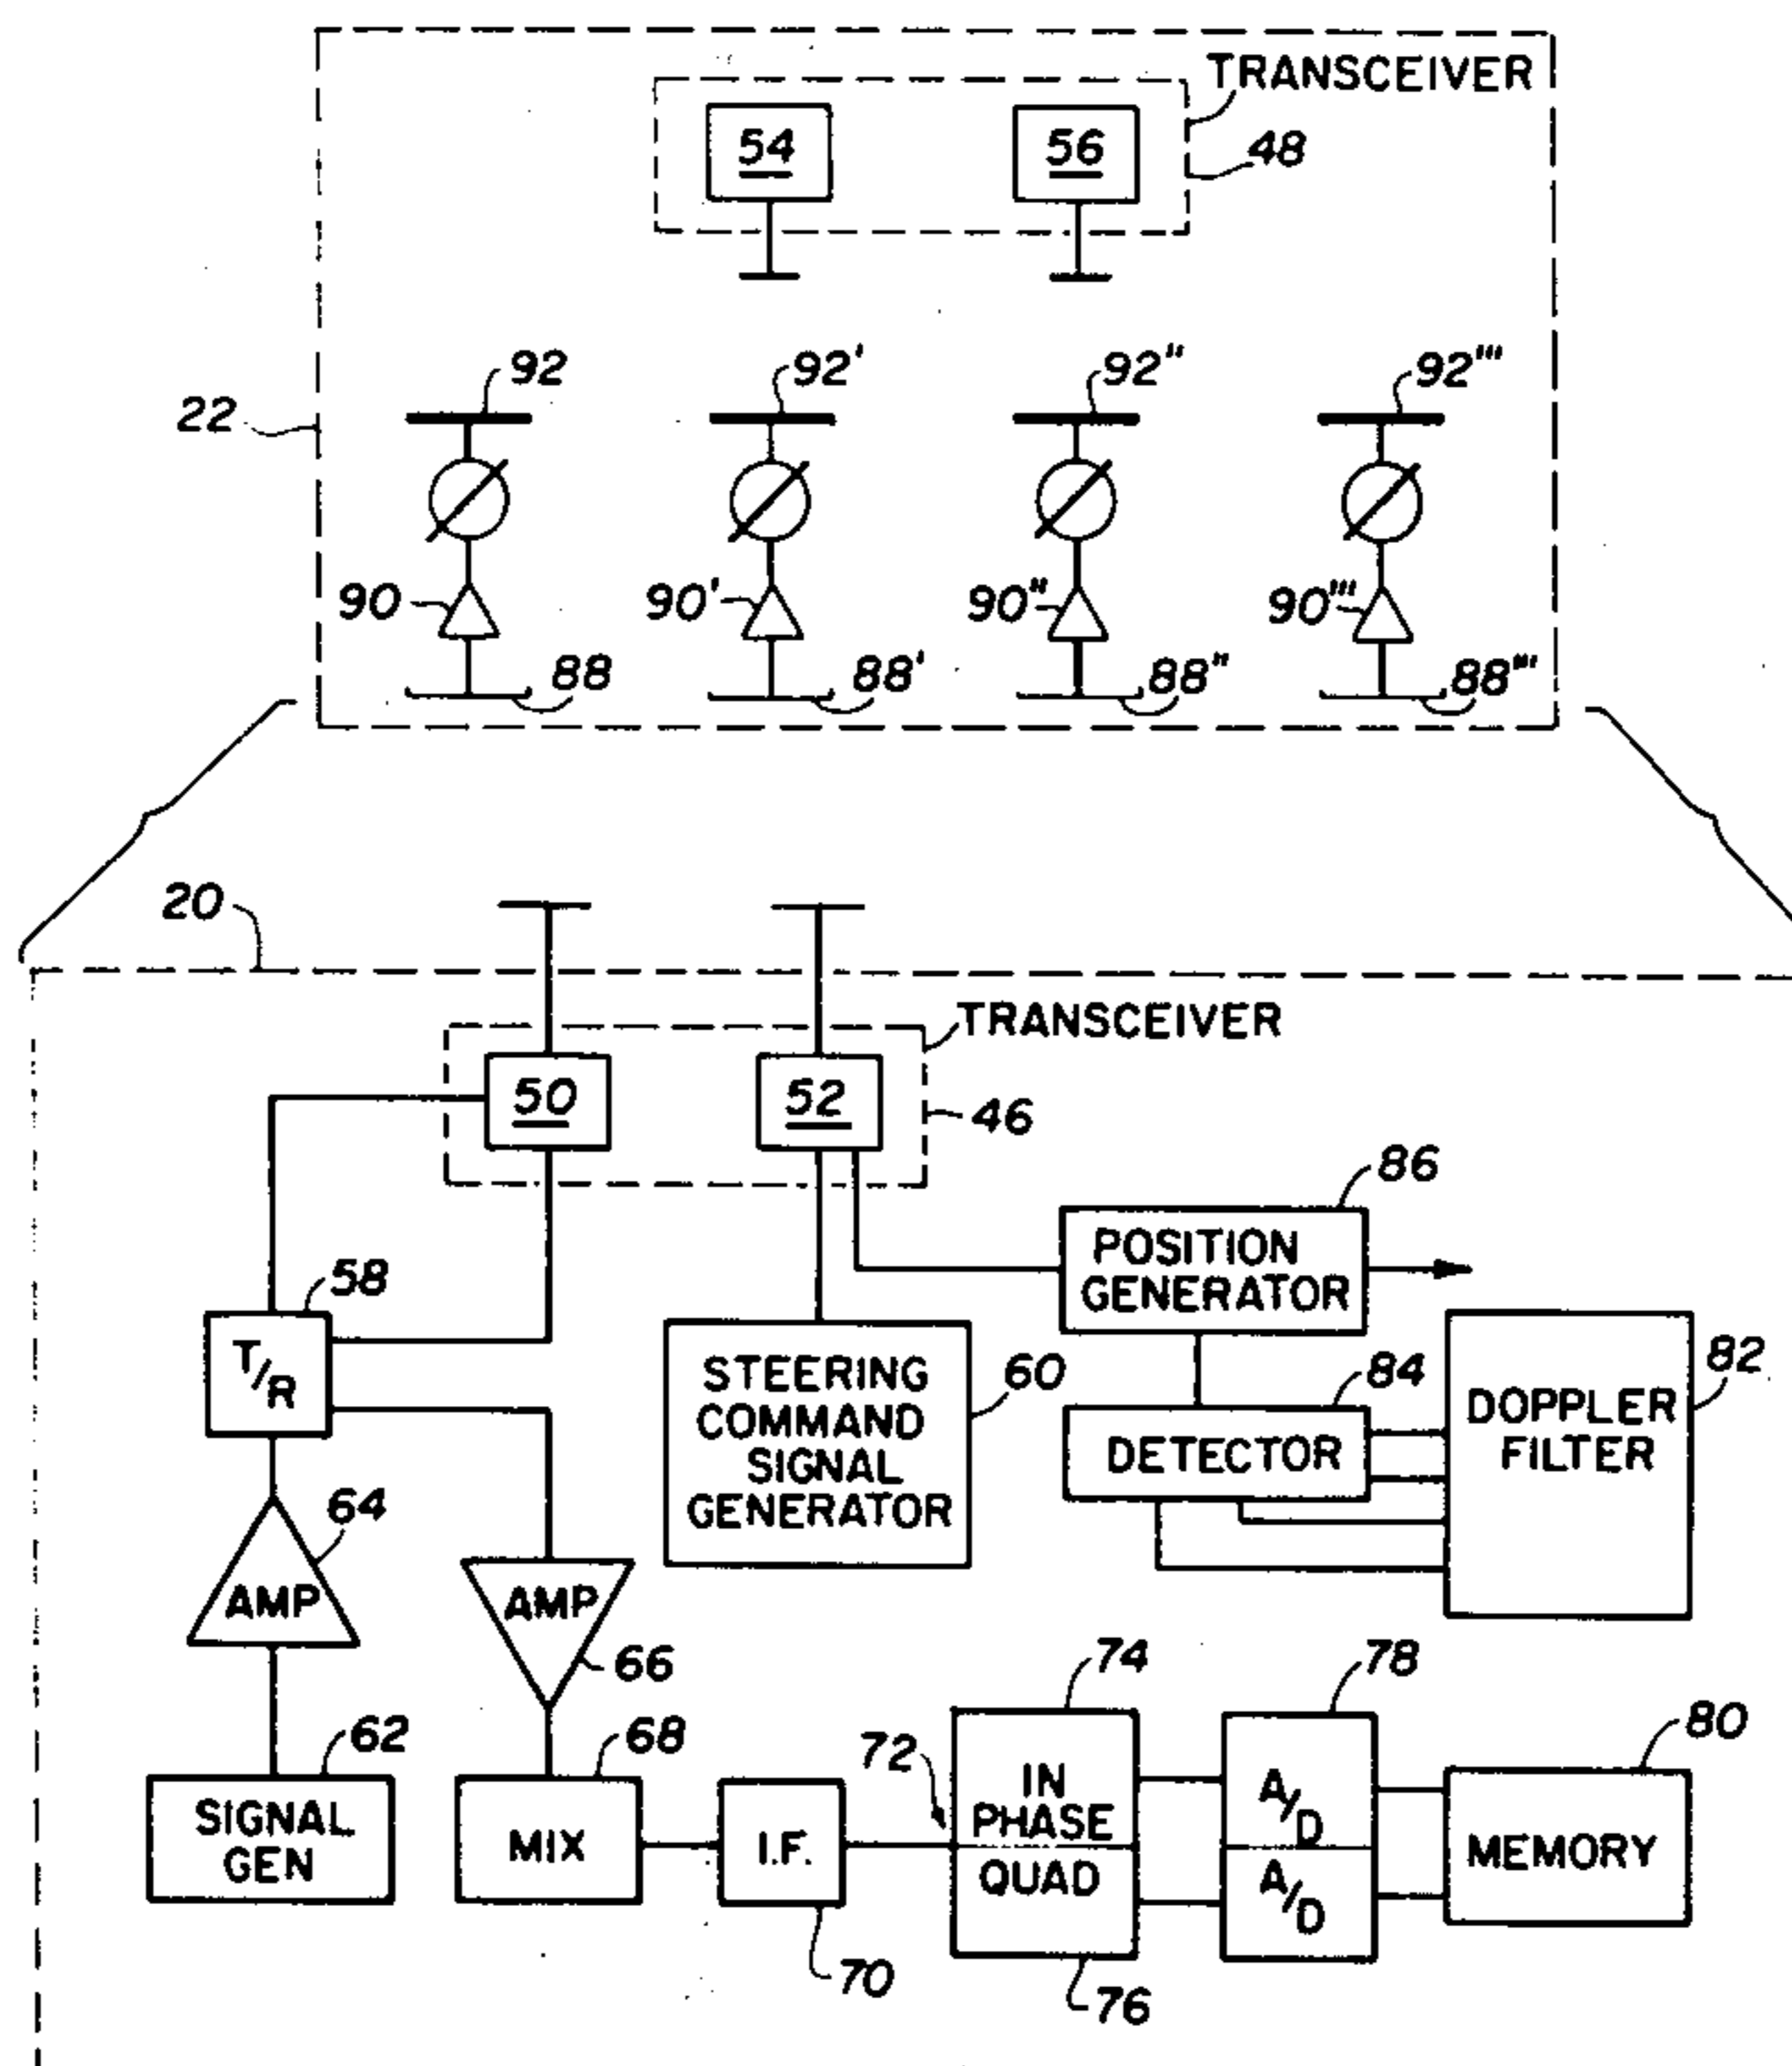 TRANSCEIVER
54
56
48
92
92'
92"
92'''
22
90
90'
90"
90'''
88
88'
88"
88'''
20
TRANSCEIVER
50
52
46
86
POSITION
GENERATOR
58
T/R
STEERING
COMMAND
SIGNAL
GENERATOR
60
84
DETECTOR
82
DOPPLER
FILTER
64
AMP
AMP
66
74
78
62
68
72
80
SIGNAL
GEN
MIX
I.F.
IN
PHASE
QUAD
A/D
A/D
MEMORY
70
76